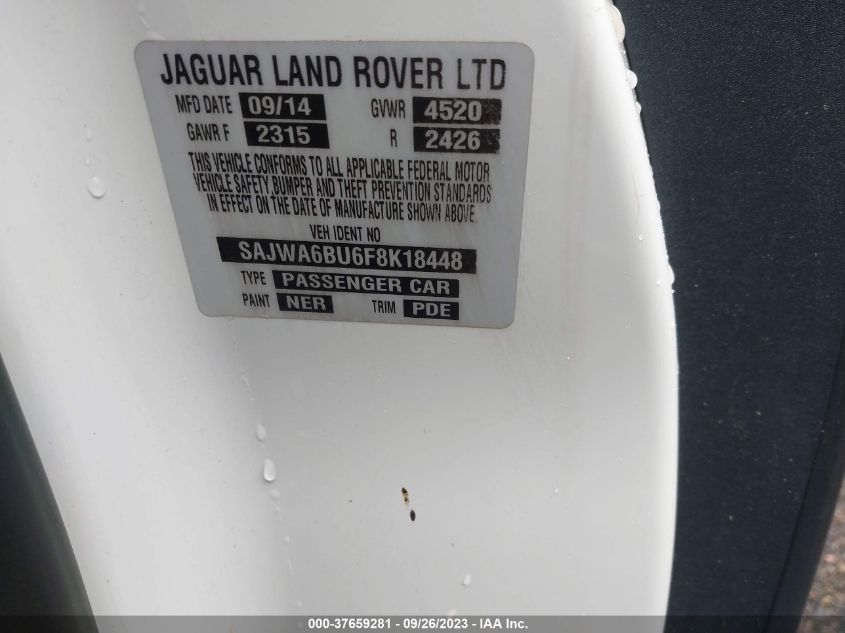 JAGUAR LAND ROVER LTD
MFD DATE 09/14 GVWR 4520
GAWR F 2315 R 2426
THIS VEHICLE CONFORMS TO ALL APPLICABLE FEDERAL MOTOR
VEHICLE SAFETY, BUMPER AND THEFT PREVENTION STANDARDS
IN EFFECT ON THE DATE OF MANUFACTURE SHOWN ABOVE.
VEH IDENT NO
SAJWA6BU6F8K18448
TYPE PASSENGER CAR
PAINT NER TRIM PDE
000-37659281 - 09/26/2023 - IAA Inc.